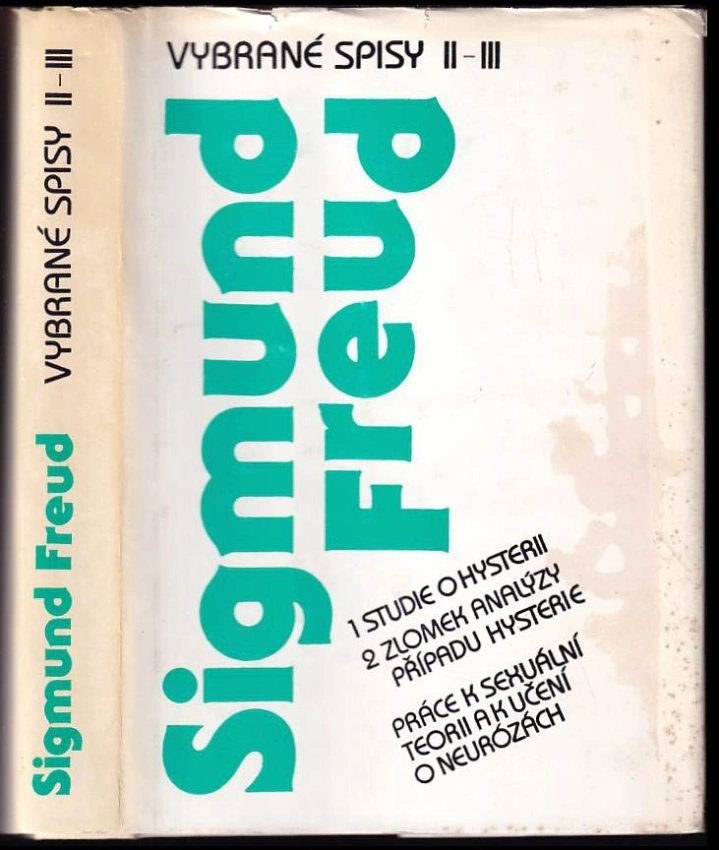 Sigmund Freud VYBRANÉ SPISY II–III
VYBRANÉ SPISY II–III
Sigmund
Freud
1 STUDIE O HYSTERII
2 ZLOMEK ANALÝZY
PŘÍPADU HYSTERIE
PRÁCE K SEXUÁLNÍ
TEORII A K UČENÍ
O NEURÓZÁCH